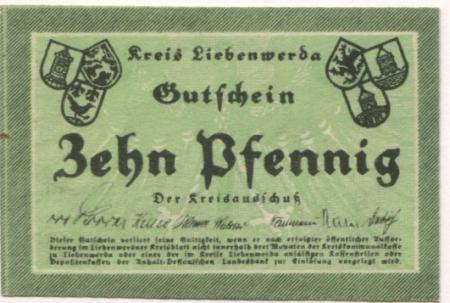 Kreis Liebenwerda
Gutschein
Zehn Pfennig
Der Kreisausschuß
Dieser Gutschein verliert seine Gültigkeit, wenn er nach erfolgter öffentlicher Auffor-
derung im Liebenwerdaer Kreisblatt nicht innerhalb drei Monaten der Kreiskommunalkasse
zu Liebenwerda oder einer der im Kreise Liebenwerda ansässigen Kassenstellen oder
Depositenkassen der Anhalt-Dessauischen Landesbank zur Einlösung vorgelegt wird.